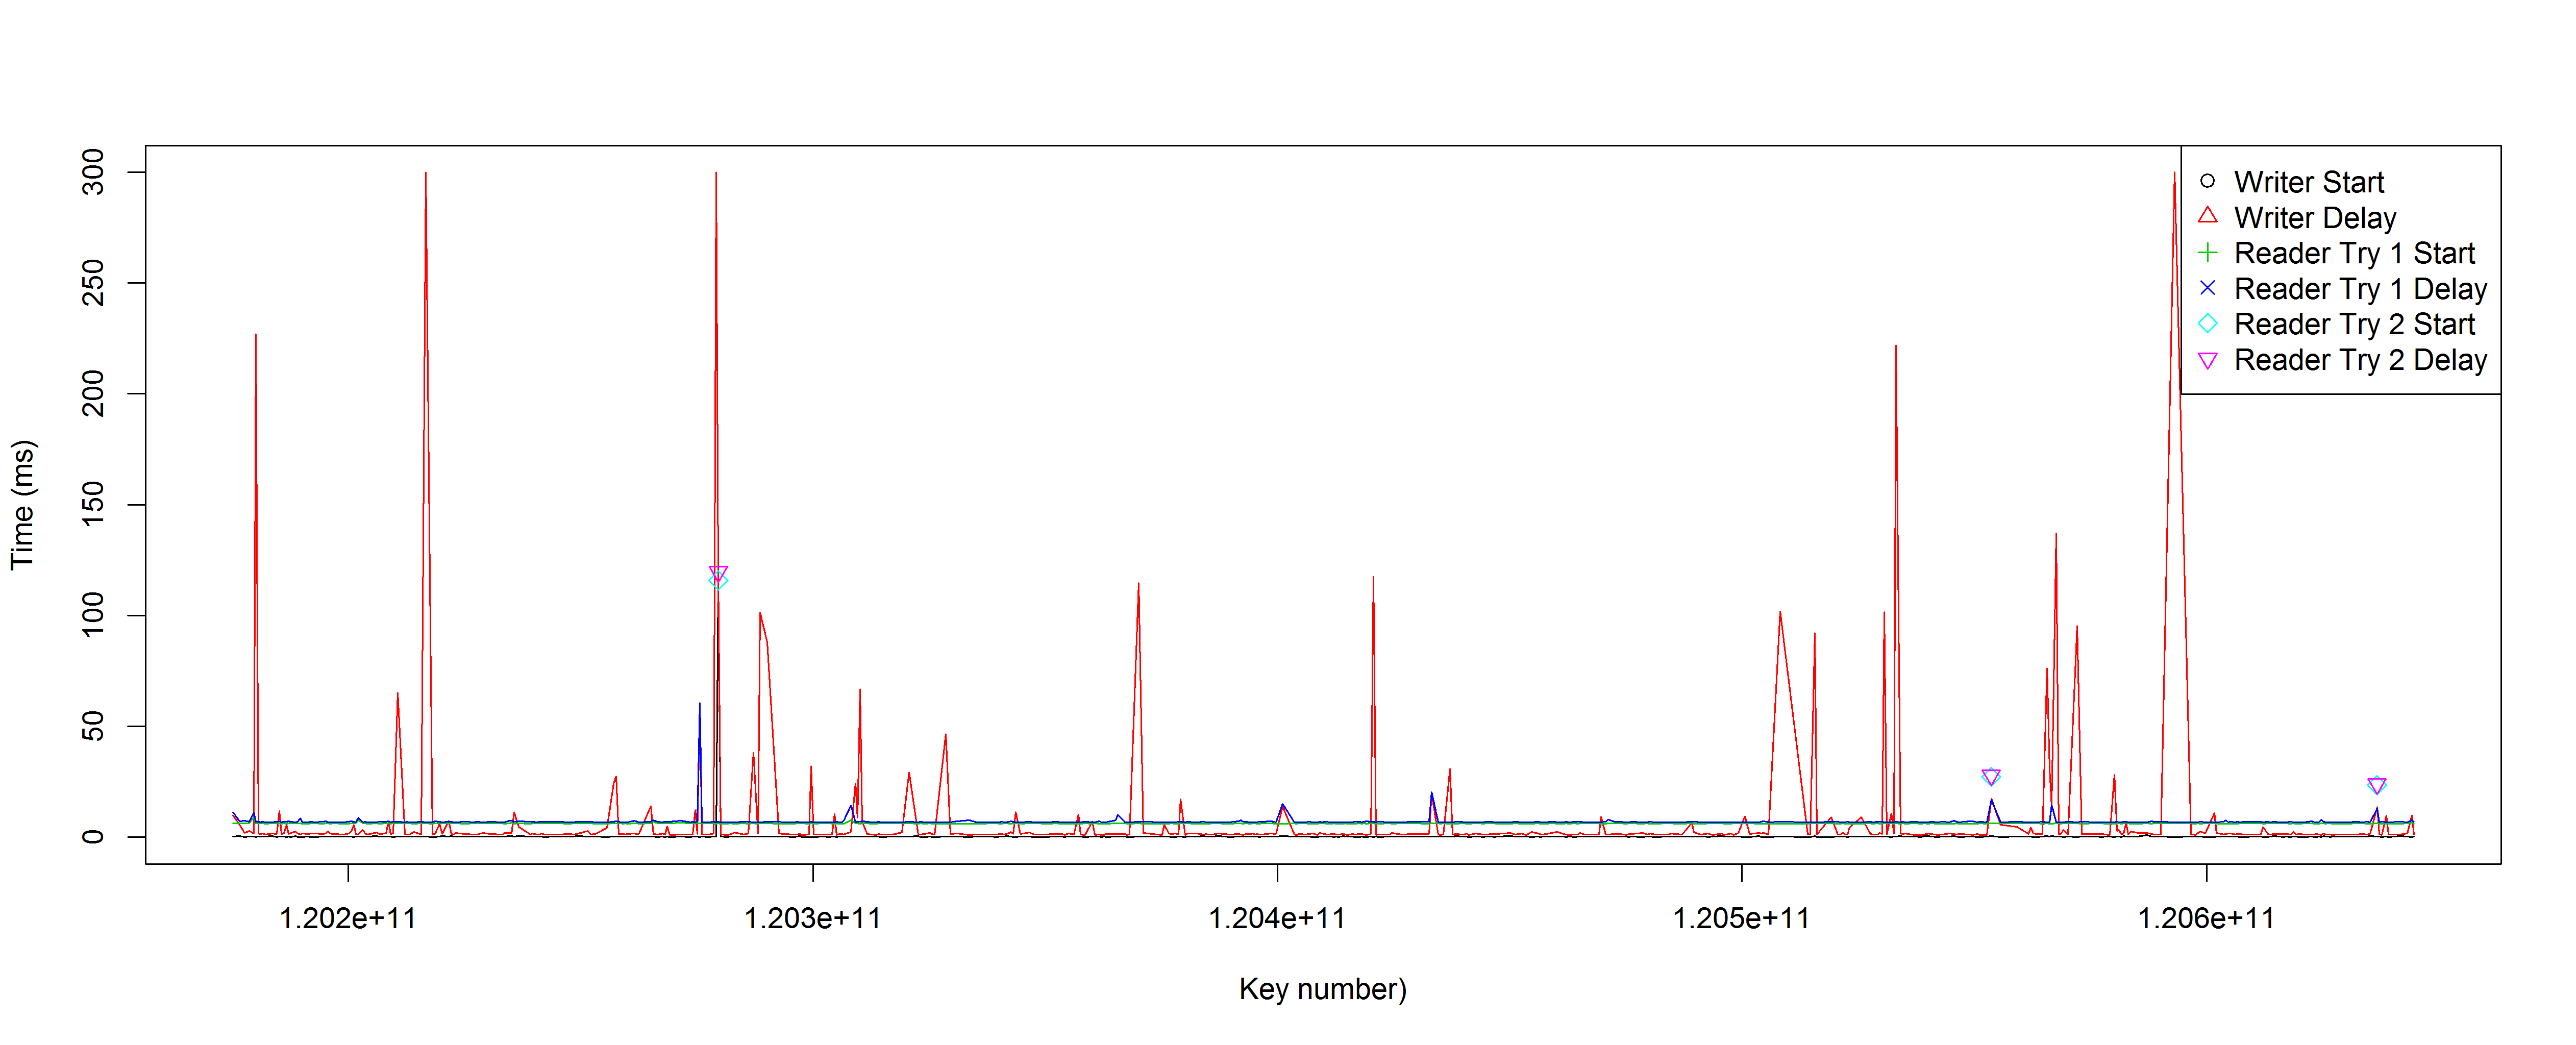 300
250
200
150
100
50
0
Time (ms)
Writer Start
Writer Delay
Reader Try 1 Start
Reader Try 1 Delay
Reader Try 2 Start
Reader Try 2 Delay
1.202e+11 1.203e+11 1.204e+11 1.205e+11 1.206e+11
Key number)